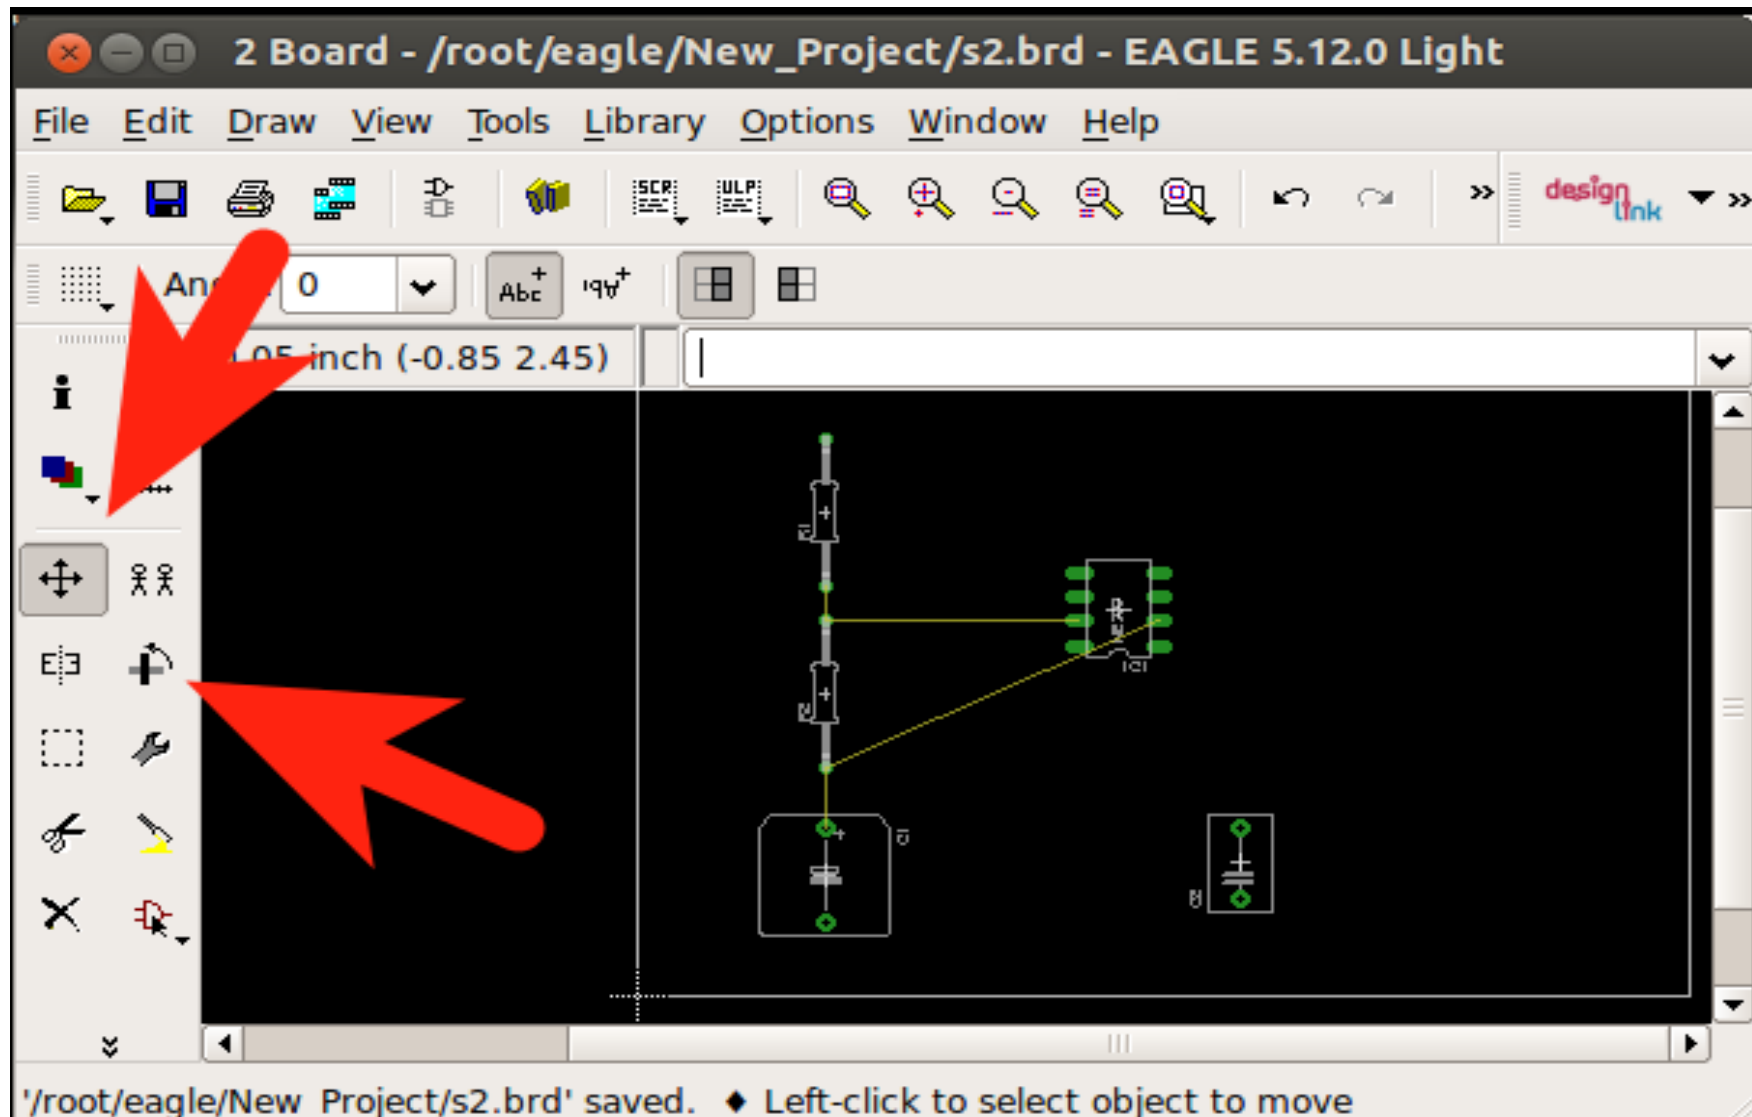 2 Board - /root/eagle/New_Project/s2.brd - EAGLE 5.12.0 Light
File Edit Draw View Tools Library Options Window Help
SCR ULP design link
0 Abc
inch (-0.85 2.45)
IC1
'/root/eagle/New_Project/s2.brd' saved. ♦ Left-click to select object to move